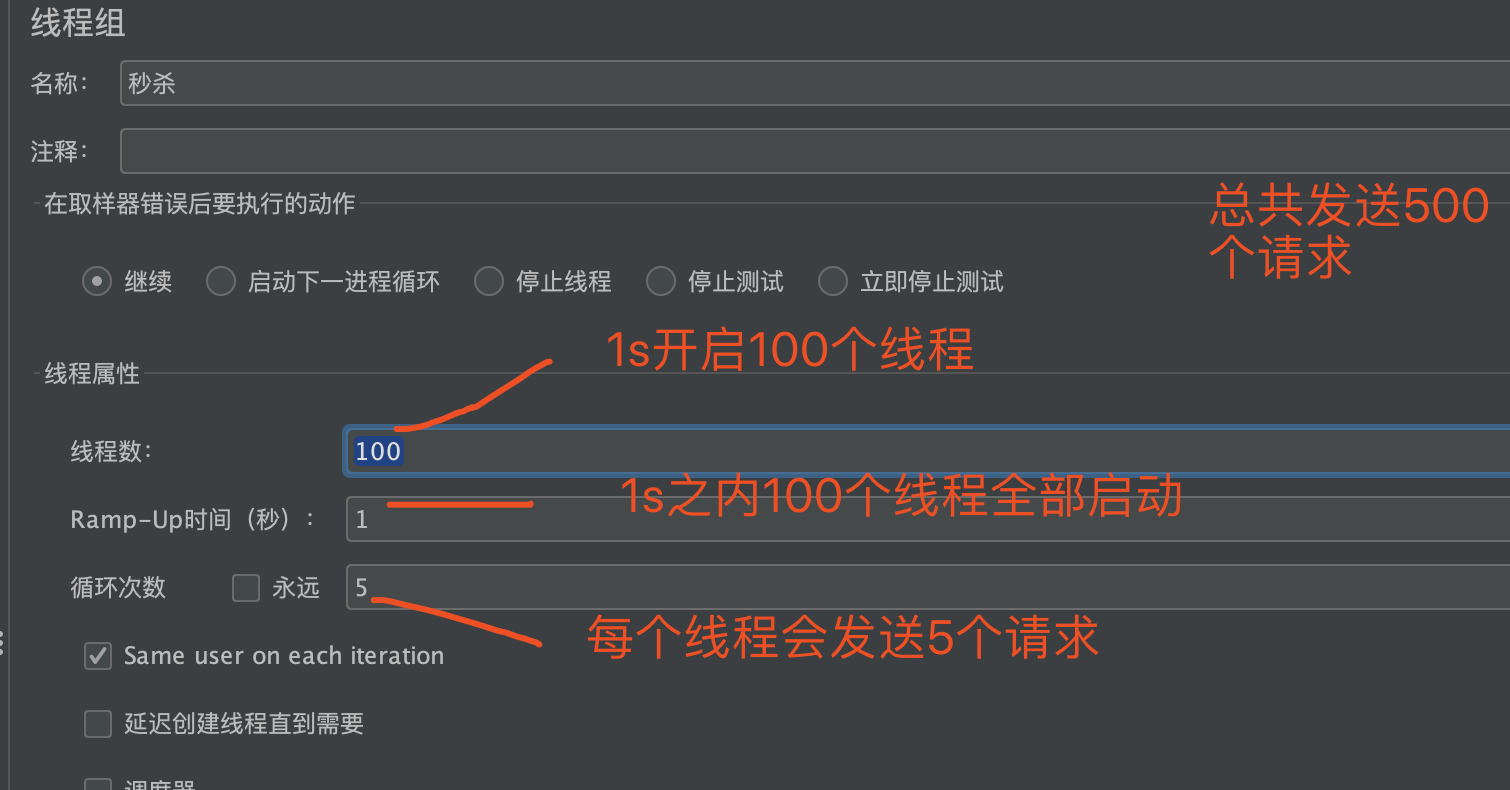 线程组
名称：
秒杀
注释：
在取样器错误后要执行的动作
总共发送500
个请求
继续
启动下一进程循环
停止线程
停止测试
立即停止测试
1s开启100个线程
线程属性
线程数：
100
1s之内100个线程全部启动
Ramp-Up时间（秒）：
1
循环次数
永远
5
每个线程会发送5个请求
Same user on each iteration
延迟创建线程直到需要
调度器